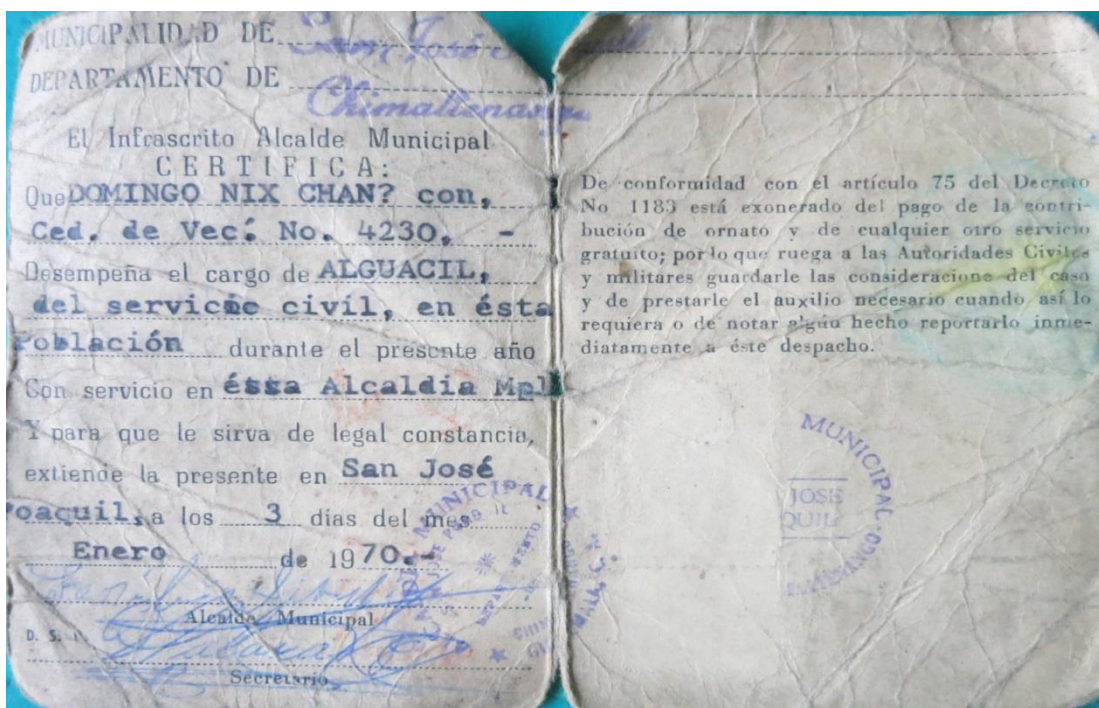 MUNICIPALIDAD DE San José
DEPARTAMENTO DE Chimaltenango
El Infrascrito Alcalde Municipal
CERTIFICA:
Que DOMINGO NIX CHAN? con,
Ced. de Vec. No. 4230, -
Desempeña el cargo de ALGUACIL,
del servicio civil, en ésta
Población durante el presente año
Con servicio en éssa Alcaldia Mpl
Y para que le sirva de legal constancia,
extiende la presente en San José
Poaquil, a los 3 dias del mes
Enero de 1970.-
Alcalde Municipal
Secretario
De conformidad con el artículo 75 del Decreto
No 1183 está exonerado del pago de la contri-
bución de ornato y de cualquier otro servicio
gratuito; por lo que ruega a las Autoridades Civiles
y militares guardarle las consideracione del caso
y de prestarle el auxilio necesario cuando así lo
requiera o de notar algún hecho reportarlo inme-
diatamente a éste despacho.
MUNICIPAL
JOSE
QUIL
MUNICIPAL